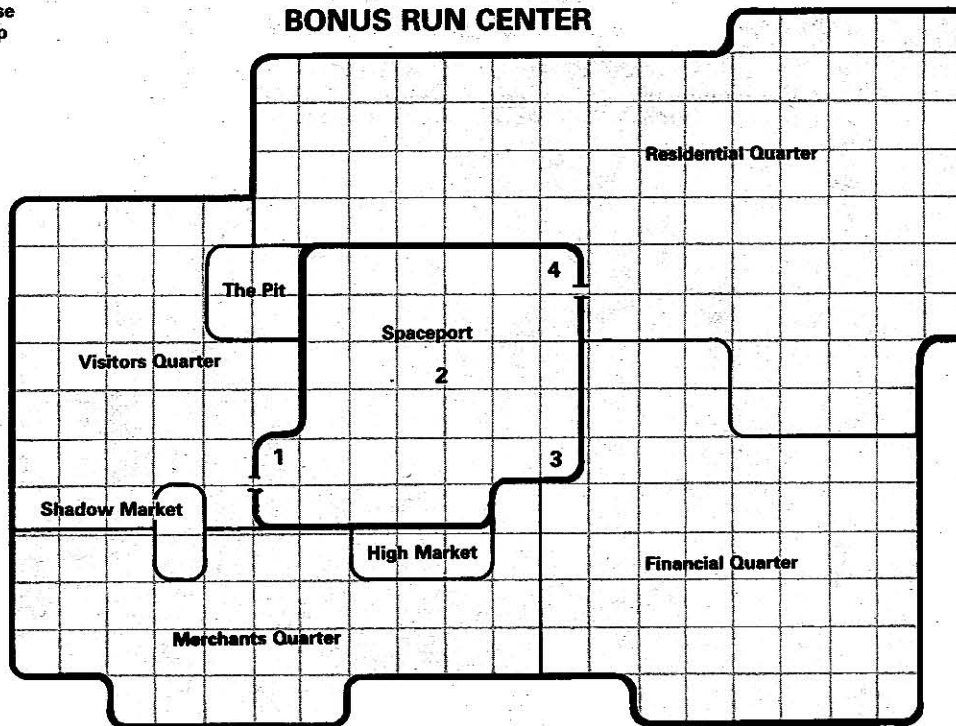 BONUS RUN CENTER
se
p
Residential Quarter
4
The Pit
Spaceport
Visitors Quarter
2
1
3
Shadow Market
High Market
Financial Quarter
Merchants Quarter